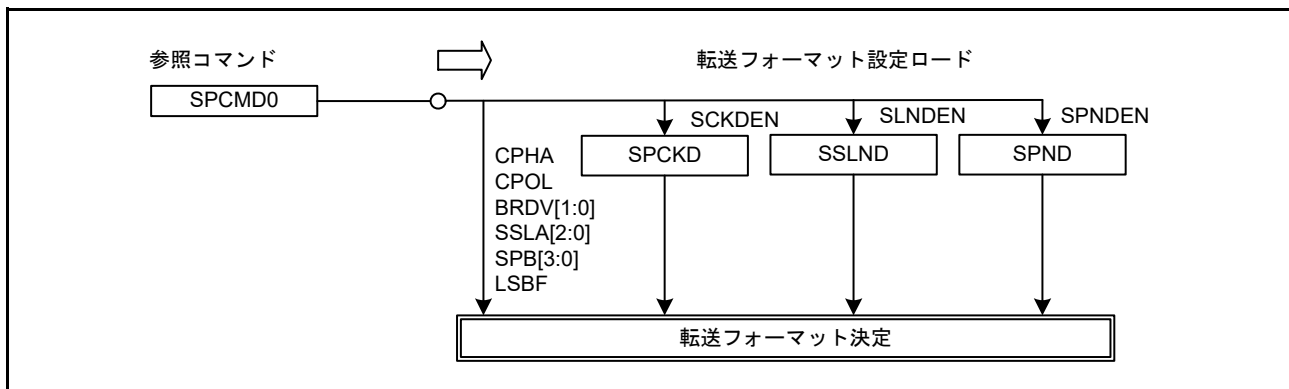 参照コマンド
転送フォーマット設定ロード
SPCMD0
SCKDEN
SLNDEN
SPNDEN
SPCKD
SSLND
SPND
CPHA
CPOL
BRDV[1:0]
SSLA[2:0]
SPB[3:0]
LSBF
転送フォーマット決定